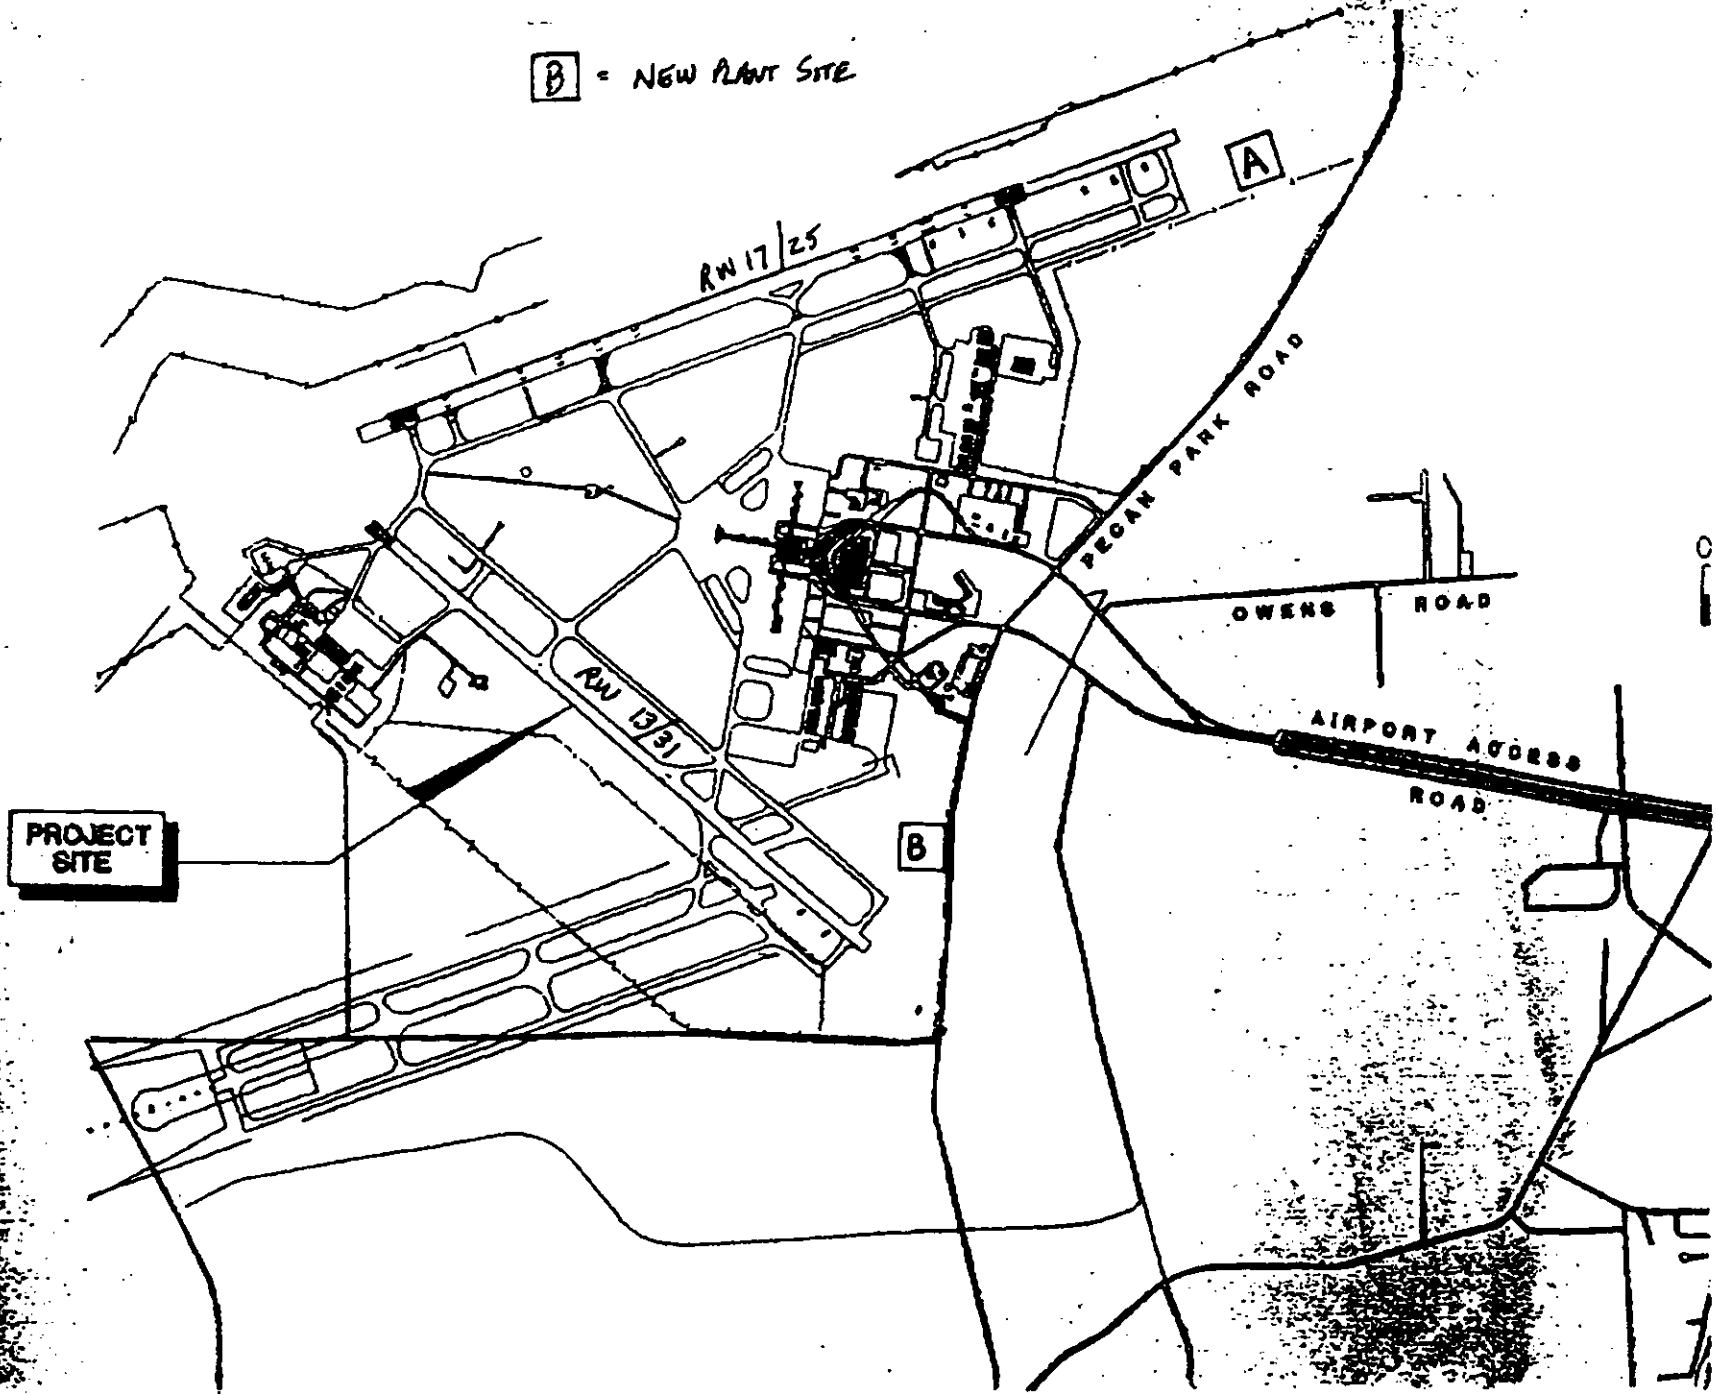 B = NEW PLANT SITE
A
RW 17/25
PECAN PARK ROAD
OWENS ROAD
RW 13/31
AIRPORT ACCESS
ROAD
PROJECT
SITE
B